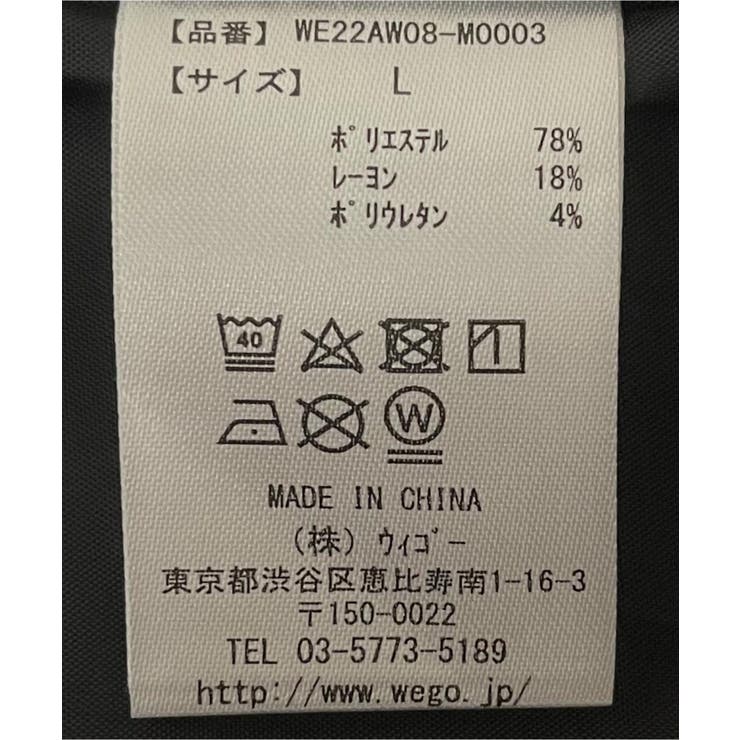 【品番】 WE22AW08-M0003
【サイズ】 L
ﾎﾟﾘｴｽﾃﾙ 78%
ﾚｰﾖﾝ 18%
ﾎﾟﾘｳﾚﾀﾝ 4%
40
W
MADE IN CHINA
(株) ｳｨｺﾞｰ
東京都渋谷区恵比寿南1-16-3
〒150-0022
TEL 03-5773-5189
http://www.wego.jp/